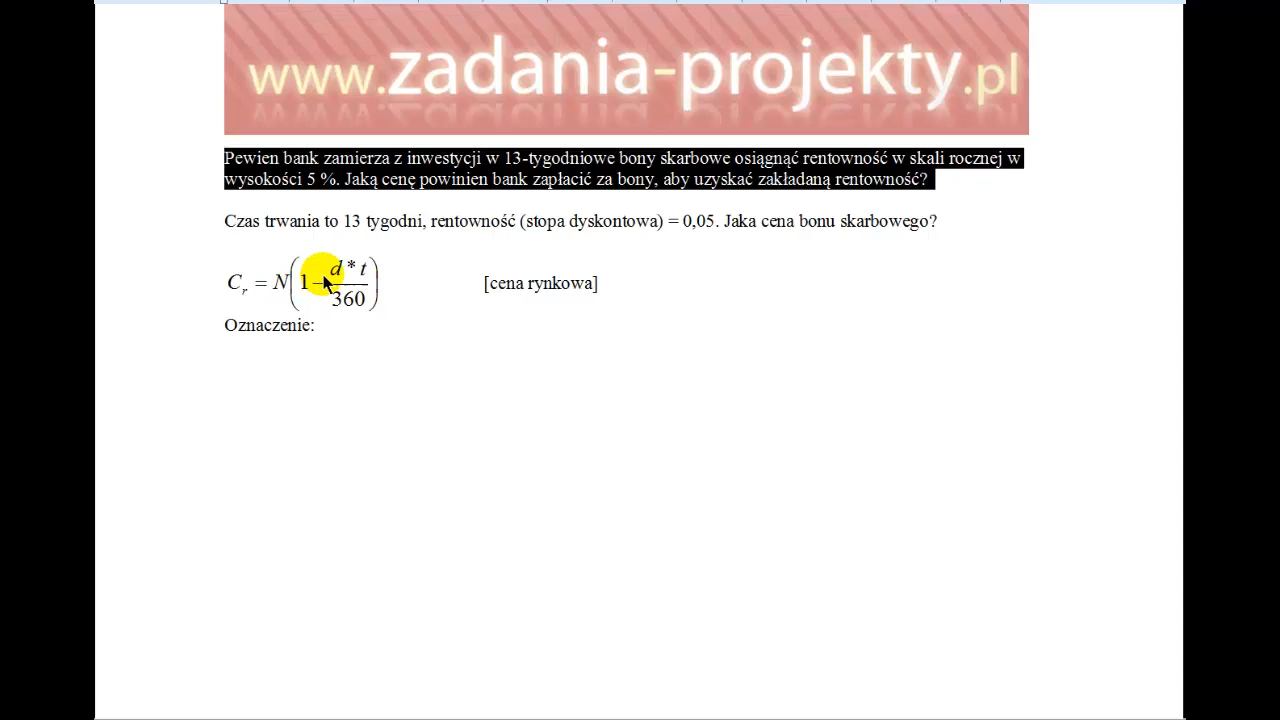 www.zadania-projekty.pl
Pewien bank zamierza z inwestycji w 13-tygodniowe bony skarbowe osiągnąć rentowność w skali rocznej w
wysokości 5 %. Jaką cenę powinien bank zapłacić za bony, aby uzyskać zakładaną rentowność?
Czas trwania to 13 tygodni, rentowność (stopa dyskontowa) = 0,05. Jaka cena bonu skarbowego?
C_r = N(1 - d * t / 360) [cena rynkowa]
Oznaczenie: